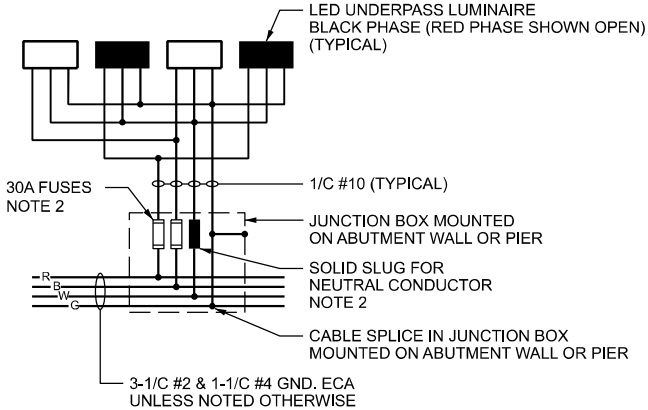 LED UNDERPASS LUMINAIRE
BLACK PHASE (RED PHASE SHOWN OPEN)
(TYPICAL)
30A FUSES
NOTE 2
1/C #10 (TYPICAL)
JUNCTION BOX MOUNTED
ON ABUTMENT WALL OR PIER
SOLID SLUG FOR
NEUTRAL CONDUCTOR
NOTE 2
R
B
W
G
CABLE SPLICE IN JUNCTION BOX
MOUNTED ON ABUTMENT WALL OR PIER
3-1/C #2 & 1-1/C #4 GND. ECA
UNLESS NOTED OTHERWISE